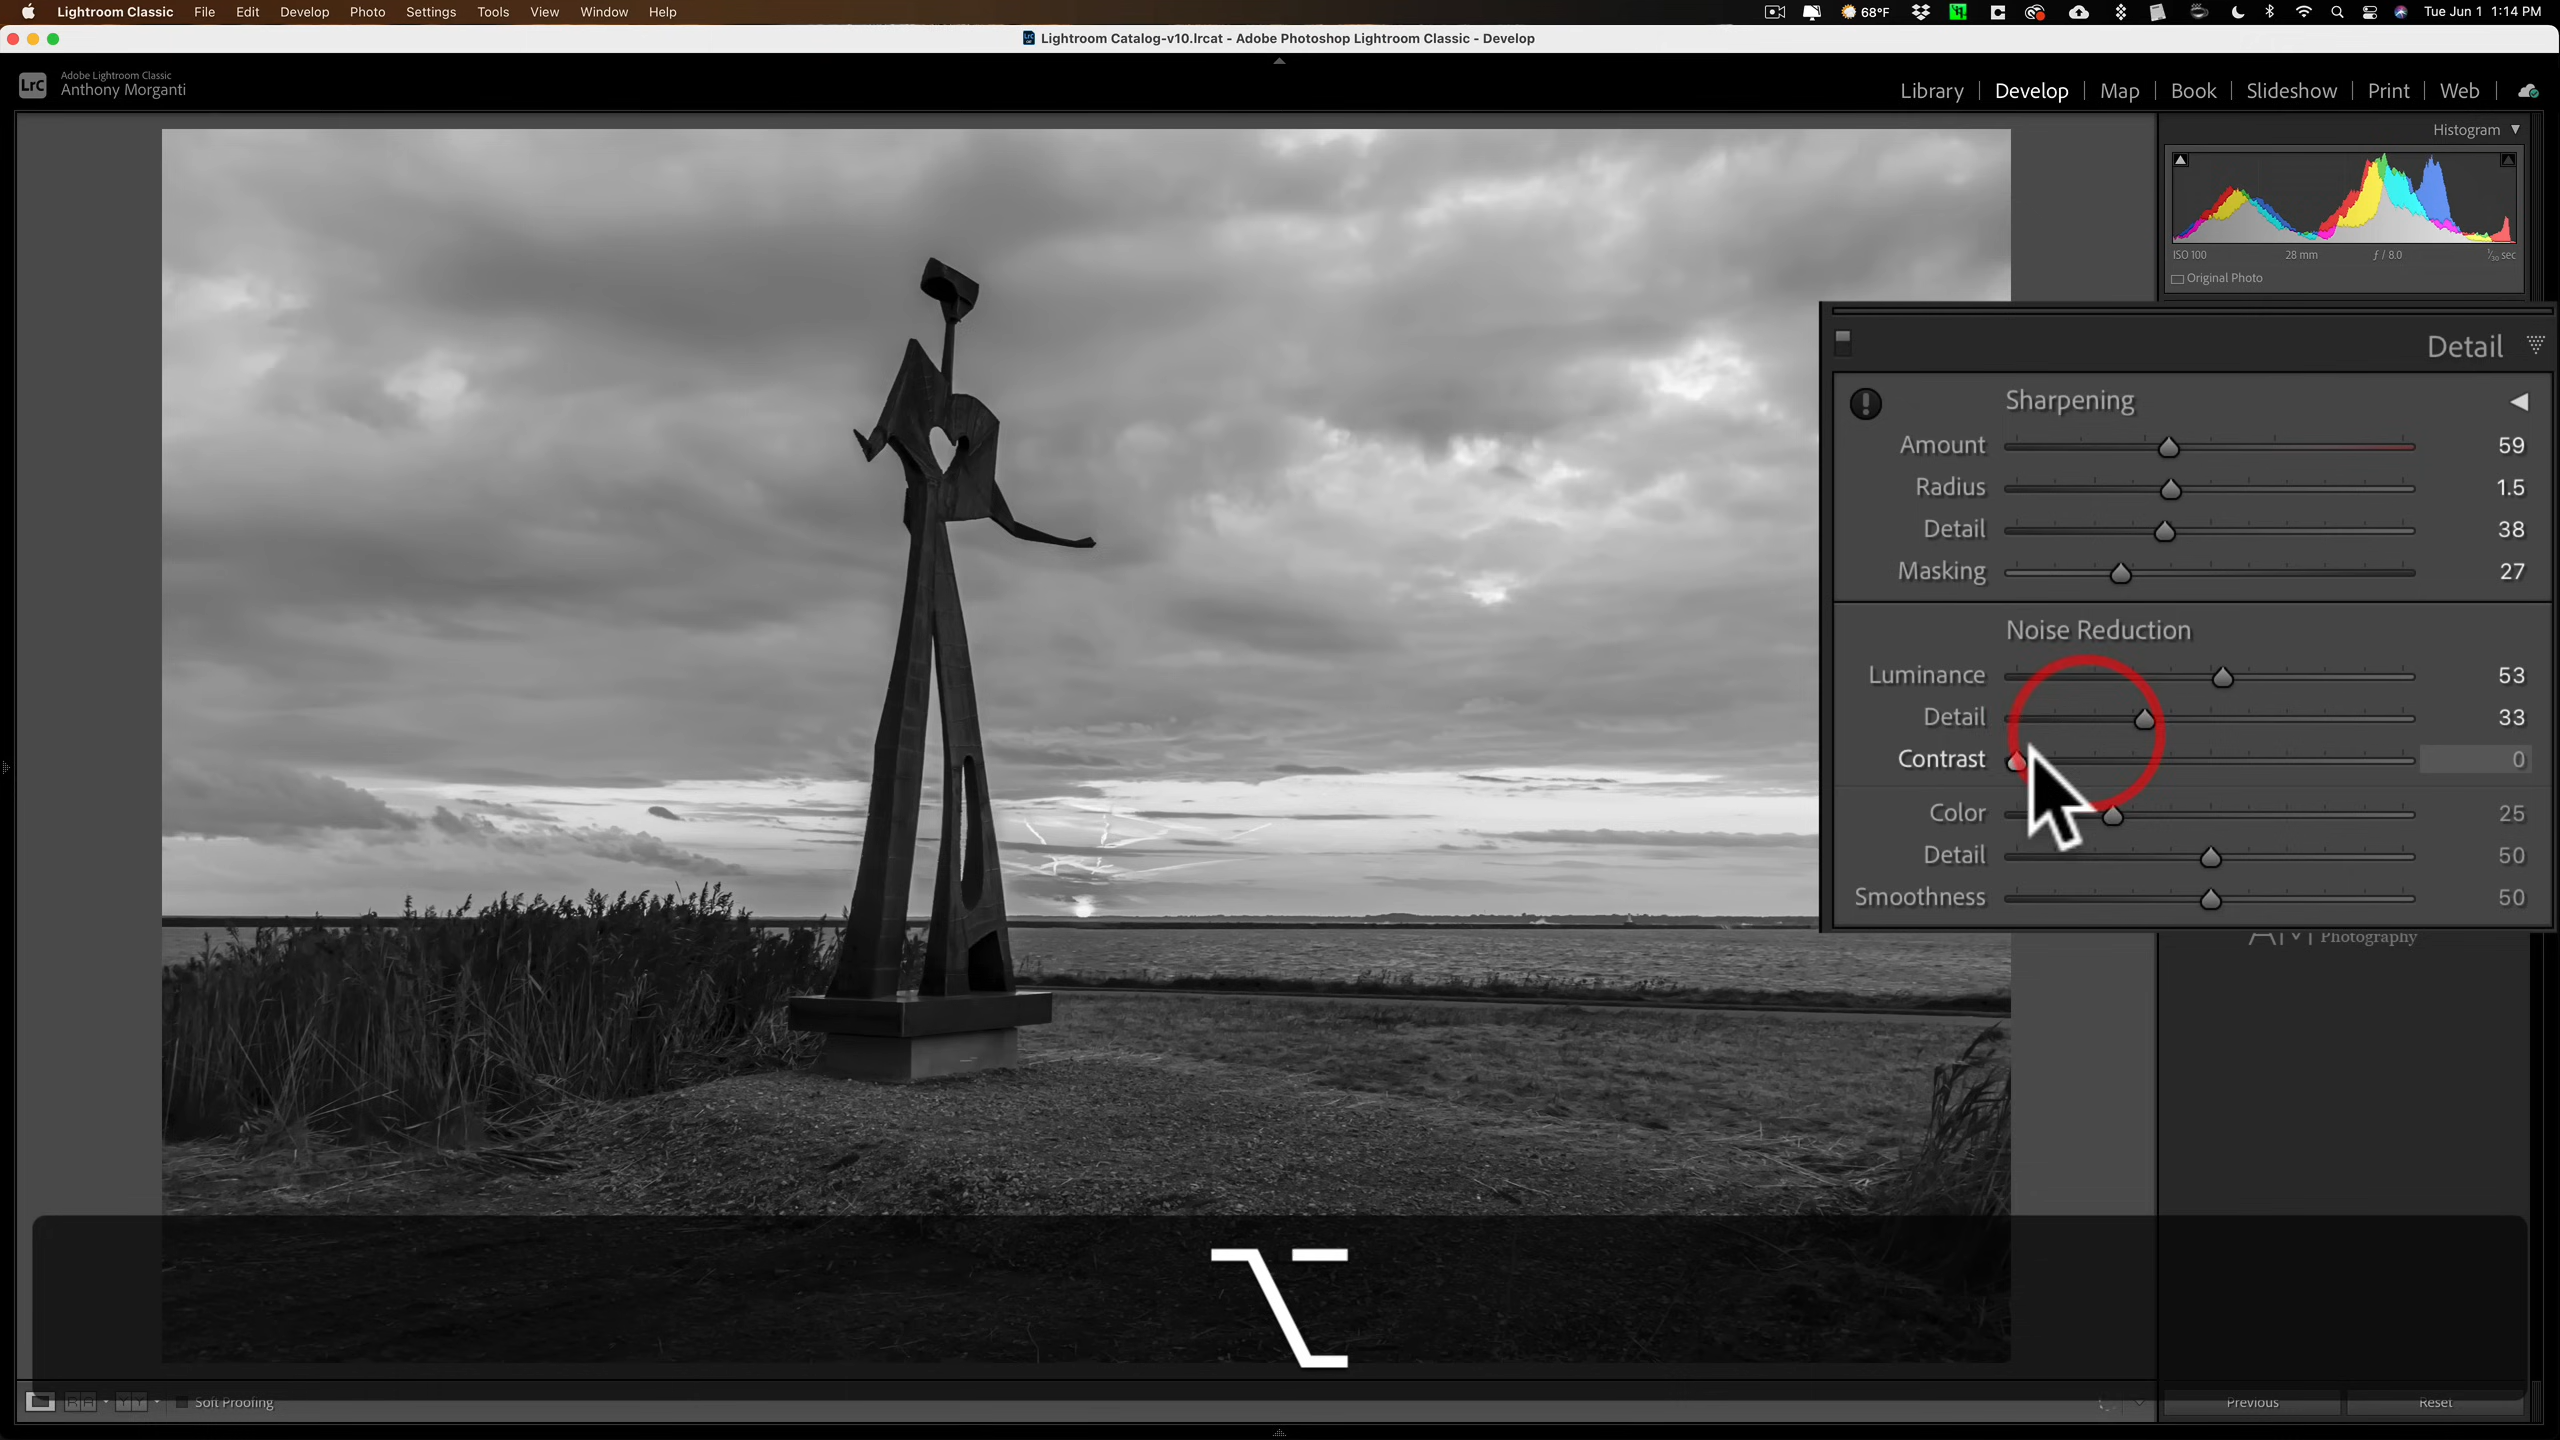 Lightroom Classic File Edit Develop Photo Settings Tools View Window Help 68°F Tue Jun 1 1:14 PM
Lightroom Catalog-v10.lrcat - Adobe Photoshop Lightroom Classic - Develop
LrC Adobe Lightroom Classic
Anthony Morganti
Library | Develop | Map | Book | Slideshow | Print | Web |
Histogram
ISO 100 28 mm ƒ / 8.0 1/30 sec
Original Photo
Detail
Sharpening
Amount 59
Radius 1.5
Detail 38
Masking 27
Noise Reduction
Luminance 53
Detail 33
Contrast 0
Color 25
Detail 50
Smoothness 50
Photography
Soft Proofing
Previous Reset